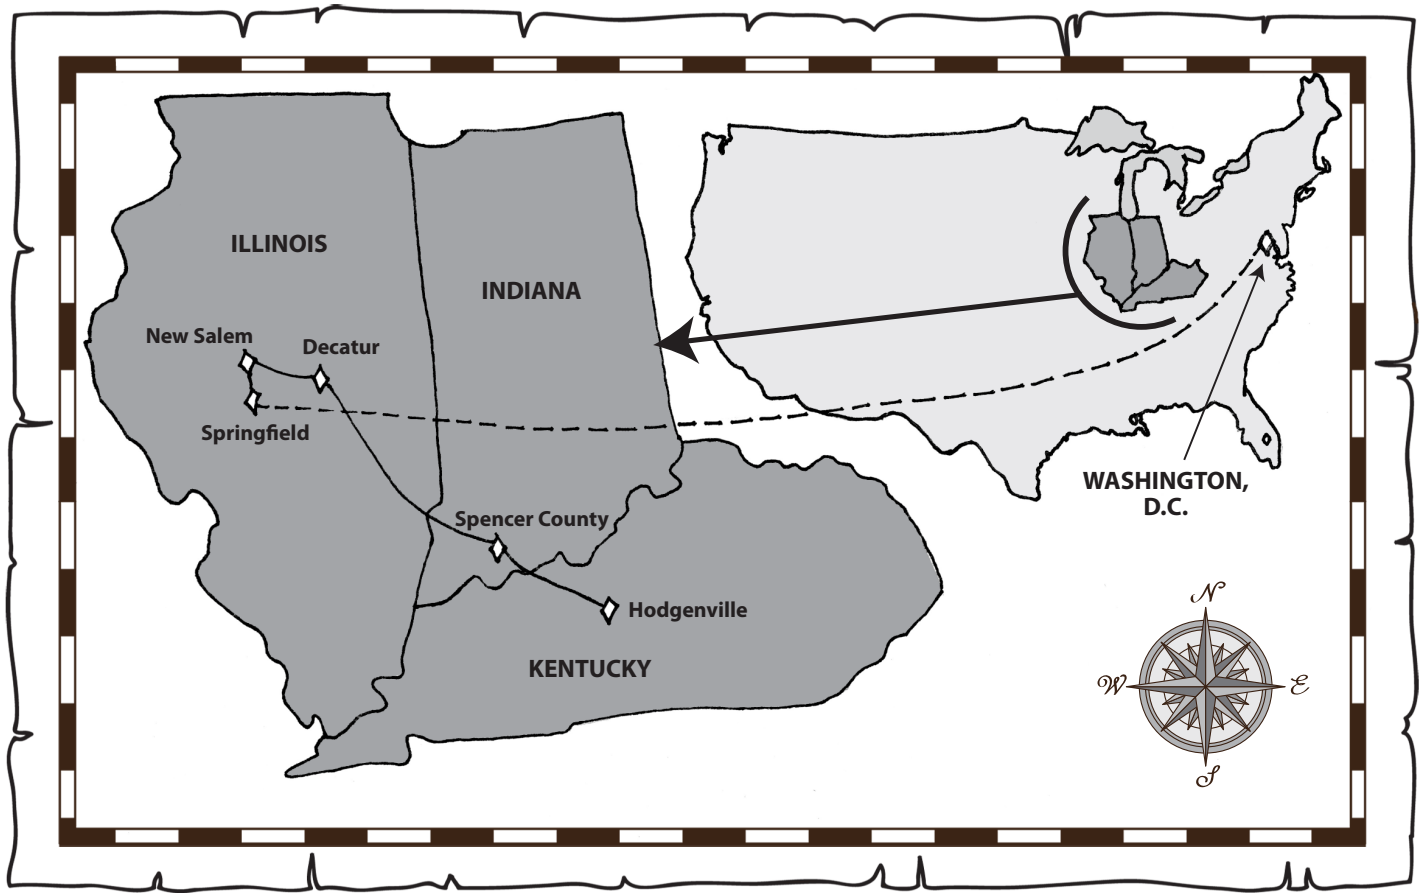 ILLINOIS
INDIANA
New Salem
Decatur
Springfield
WASHINGTON,
D.C.
Spencer County
Hodgenville
KENTUCKY
N
W
E
S